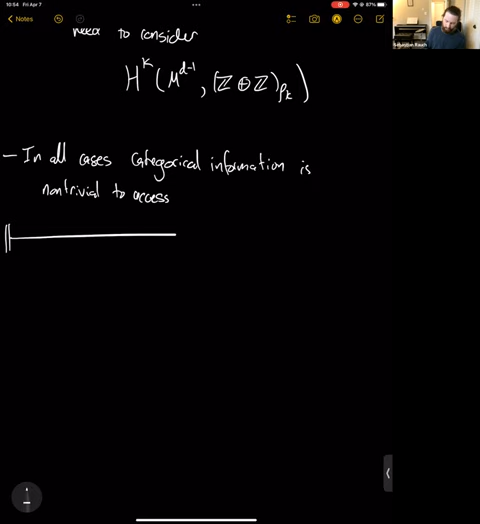 10:54 Fri Apr 7
87%
Notes
need to consider
H^k(M^{d-1}, (ℤ ⊕ ℤ)_{ρ_k})
– In all cases categorical information is
nontrivial to access
Sebastian Rauch